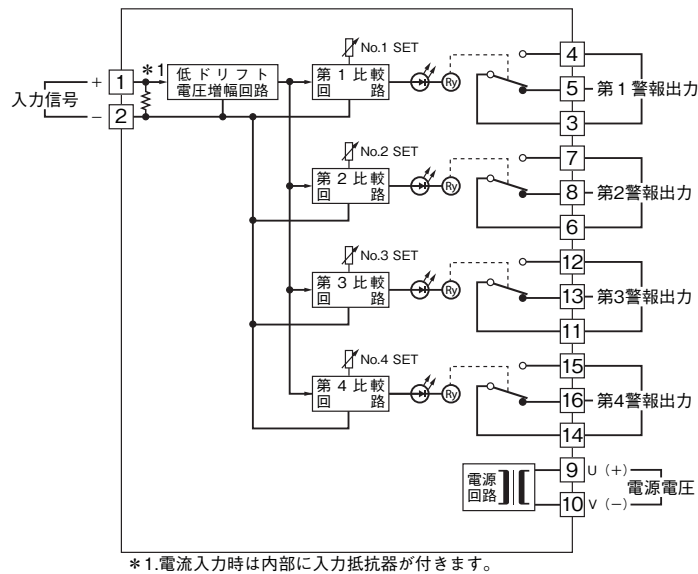 入力信号
+ 1
− 2
*1
低ドリフト
電圧増幅回路
No.1 SET
第1比較
回 路
Ry
4
5 第1警報出力
3
No.2 SET
第2比較
回 路
Ry
7
8 第2警報出力
6
No.3 SET
第3比較
回 路
Ry
12
13 第3警報出力
11
No.4 SET
第4比較
回 路
Ry
15
16 第4警報出力
14
電源
回路
9 U(+)
電源電圧
10 V(−)
*1.電流入力時は内部に入力抵抗器が付きます。